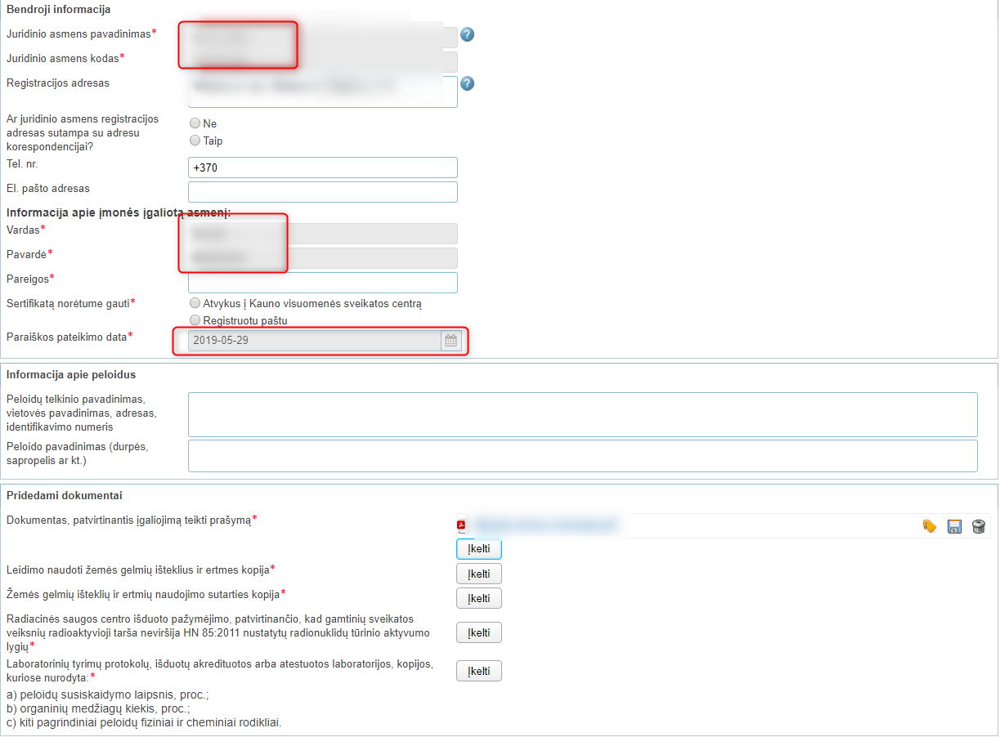 Bendroji informacija
Juridinio asmens pavadinimas*
?
Juridinio asmens kodas*
Registracijos adresas
?
Ar juridinio asmens registracijos
adresas sutampa su adresu
korespondencijai?
Ne
Taip
Tel. nr.
+370
El. pašto adresas
Informacija apie įmonės įgaliotą asmenį:
Vardas*
Pavardė*
Pareigos*
Sertifikatą norėtume gauti*
Atvykus į Kauno visuomenės sveikatos centrą
Registruotu paštu
Paraiškos pateikimo data*
2019-05-29
Informacija apie peloidus
Peloidų telkinio pavadinimas,
vietovės pavadinimas, adresas,
identifikavimo numeris
Peloido pavadinimas (durpės,
sapropelis ar kt.)
Pridedami dokumentai
Dokumentas, patvirtinantis įgaliojimą teikti prašymą*
Įkelti
Leidimo naudoti žemės gelmių išteklius ir ertmes kopija*
Įkelti
Žemės gelmių išteklių ir ertmių naudojimo sutarties kopija*
Įkelti
Radiacinės saugos centro išduoto pažymėjimo, patvirtinančio, kad gamtinių sveikatos
veiksnių radioaktyvioji tarša neviršija HN 85:2011 nustatytų radionuklidų tūrinio aktyvumo
lygių*
Įkelti
Laboratorinių tyrimų protokolų, išduotų akredituotos arba atestuotos laboratorijos, kopijos,
kuriose nurodyta:*
Įkelti
a) peloidų susiskaidymo laipsnis, proc.;
b) organinių medžiagų kiekis, proc.;
c) kiti pagrindiniai peloidų fiziniai ir cheminiai rodikliai.